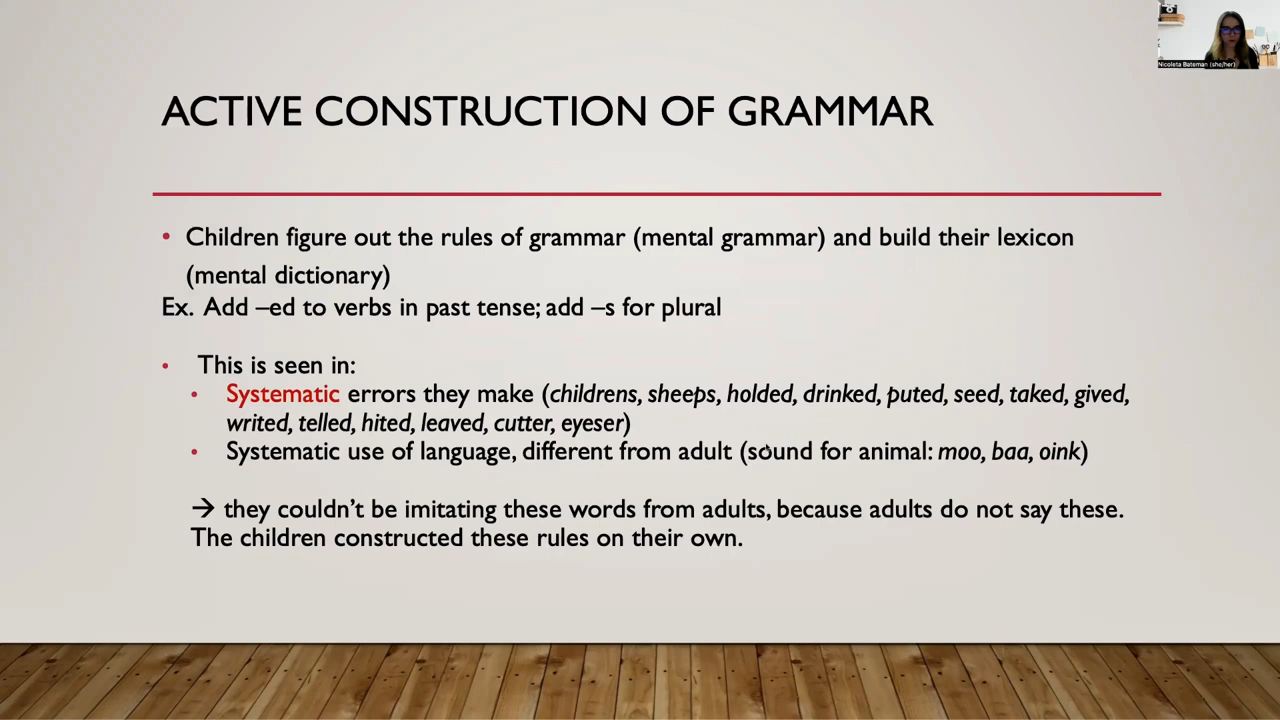 Nicoleta Bateman (she/her)
ACTIVE CONSTRUCTION OF GRAMMAR
• Children figure out the rules of grammar (mental grammar) and build their lexicon
(mental dictionary)
Ex. Add –ed to verbs in past tense; add –s for plural
• This is seen in:
• Systematic errors they make (childrens, sheeps, holded, drinked, puted, seed, taked, gived,
writed, telled, hited, leaved, cutter, eyeser)
• Systematic use of language, different from adult (sound for animal: moo, baa, oink)
→ they couldn’t be imitating these words from adults, because adults do not say these.
The children constructed these rules on their own.